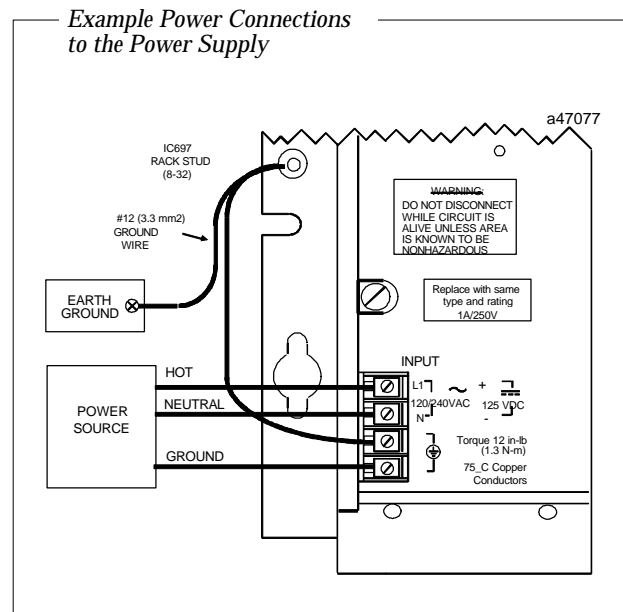 Example Power Connections
to the Power Supply
a47077
IC697
RACK STUD
(8-32)
#12 (3.3 mm2)
GROUND
WIRE
WARNING:
DO NOT DISCONNECT
WHILE CIRCUIT IS
ALIVE UNLESS AREA
IS KNOWN TO BE
NONHAZARDOUS
EARTH
GROUND
Replace with same
type and rating
1A/250V
INPUT
HOT
L1
+
120/240VAC
125 VDC
NEUTRAL
N
-
POWER
SOURCE
GROUND
Torque 12 in-lb
(1.3 N-m)
75_C Copper
Conductors